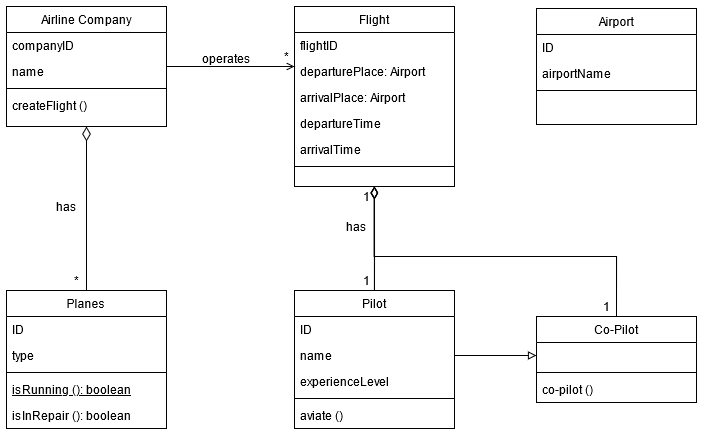 Airline Company
companyID
name
createFlight ()
operates
*
Flight
flightID
departurePlace: Airport
arrivalPlace: Airport
departureTime
arrivalTime
Airport
ID
airportName
has
*
1
has
1
1
Planes
ID
type
isRunning (): boolean
isInRepair (): boolean
Pilot
ID
name
experienceLevel
aviate ()
Co-Pilot
co-pilot ()